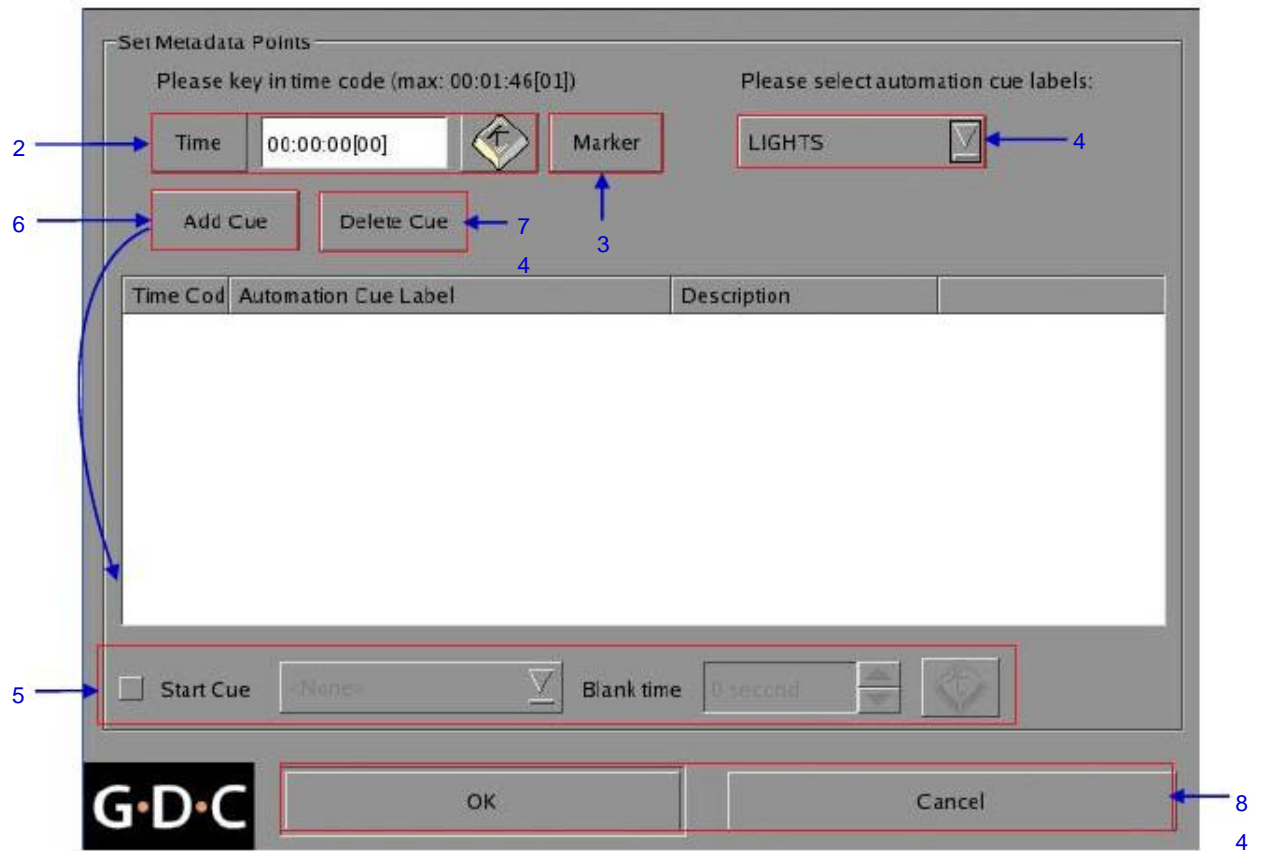 Set Metadata Points
Please key in time code (max: 00:01:46[01])
Please select automation cue labels:
2
Time
00:00:00[00]
Marker
LIGHTS
4
6
Add Cue
Delete Cue
7
3
4
Time Cod
Automation Cue Label
Description
5
Start Cue
<None>
Blank time
0 second
G·D·C
OK
Cancel
8
4